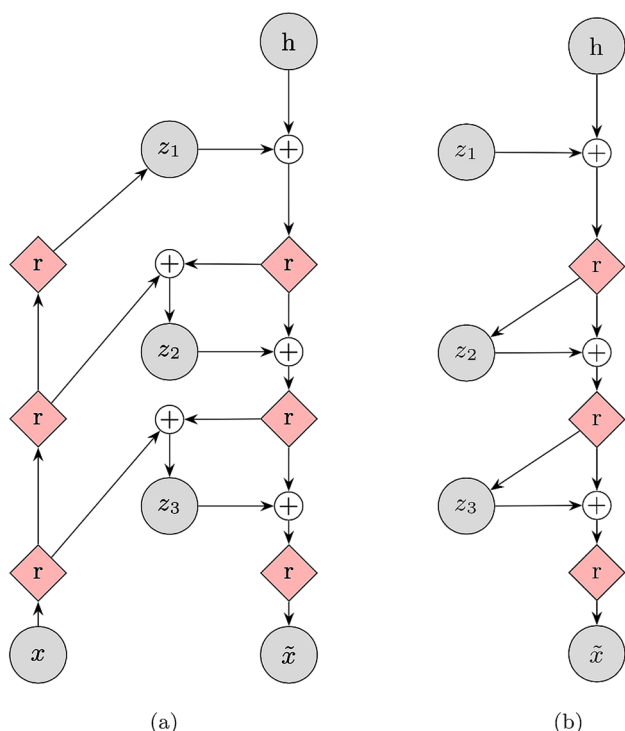 h
h
z₁
+
z₁
+
r
+
r
r
z₂
+
z₂
+
r
+
r
r
z₃
+
z₃
+
r
r
r
x
x̃
x̃
(a)
(b)